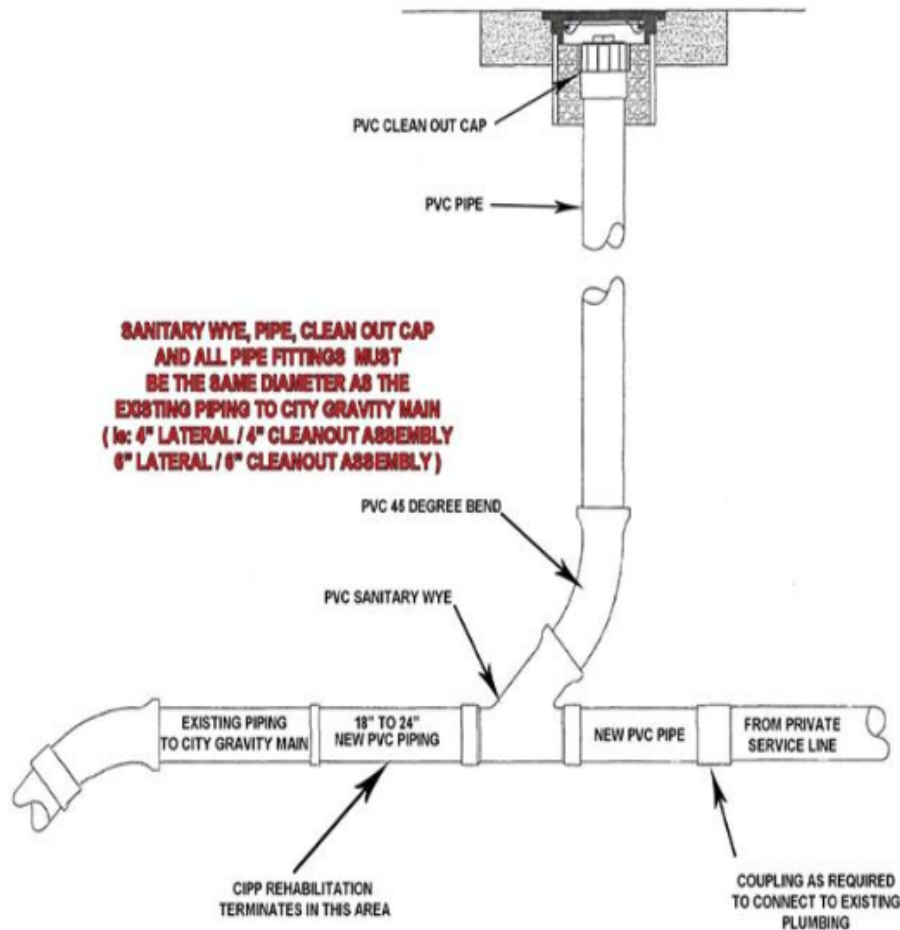 PVC CLEAN OUT CAP
PVC PIPE
SANITARY WYE, PIPE, CLEAN OUT CAP
AND ALL PIPE FITTINGS MUST
BE THE SAME DIAMETER AS THE
EXISTING PIPING TO CITY GRAVITY MAIN
( ie: 4" LATERAL / 4" CLEANOUT ASSEMBLY
6" LATERAL / 6" CLEANOUT ASSEMBLY )
PVC 45 DEGREE BEND
PVC SANITARY WYE
EXISTING PIPING
TO CITY GRAVITY MAIN
18" TO 24"
NEW PVC PIPING
NEW PVC PIPE
FROM PRIVATE
SERVICE LINE
CIPP REHABILITATION
TERMINATES IN THIS AREA
COUPLING AS REQUIRED
TO CONNECT TO EXISTING
PLUMBING